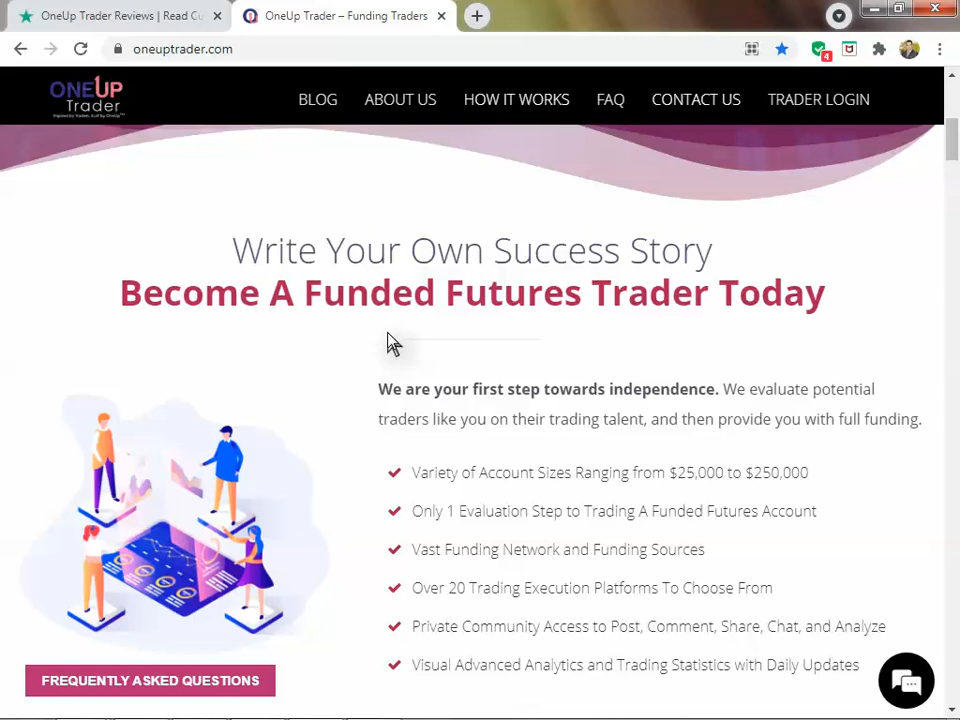 OneUp Trader Reviews | Read Cu
OneUp Trader – Funding Traders
oneuptrader.com
4
ONEUP
Trader
BLOG
ABOUT US
HOW IT WORKS
FAQ
CONTACT US
TRADER LOGIN
Write Your Own Success Story
Become A Funded Futures Trader Today
We are your first step towards independence. We evaluate potential
traders like you on their trading talent, and then provide you with full funding.
Variety of Account Sizes Ranging from $25,000 to $250,000
Only 1 Evaluation Step to Trading A Funded Futures Account
Vast Funding Network and Funding Sources
Over 20 Trading Execution Platforms To Choose From
Private Community Access to Post, Comment, Share, Chat, and Analyze
Visual Advanced Analytics and Trading Statistics with Daily Updates
FREQUENTLY ASKED QUESTIONS